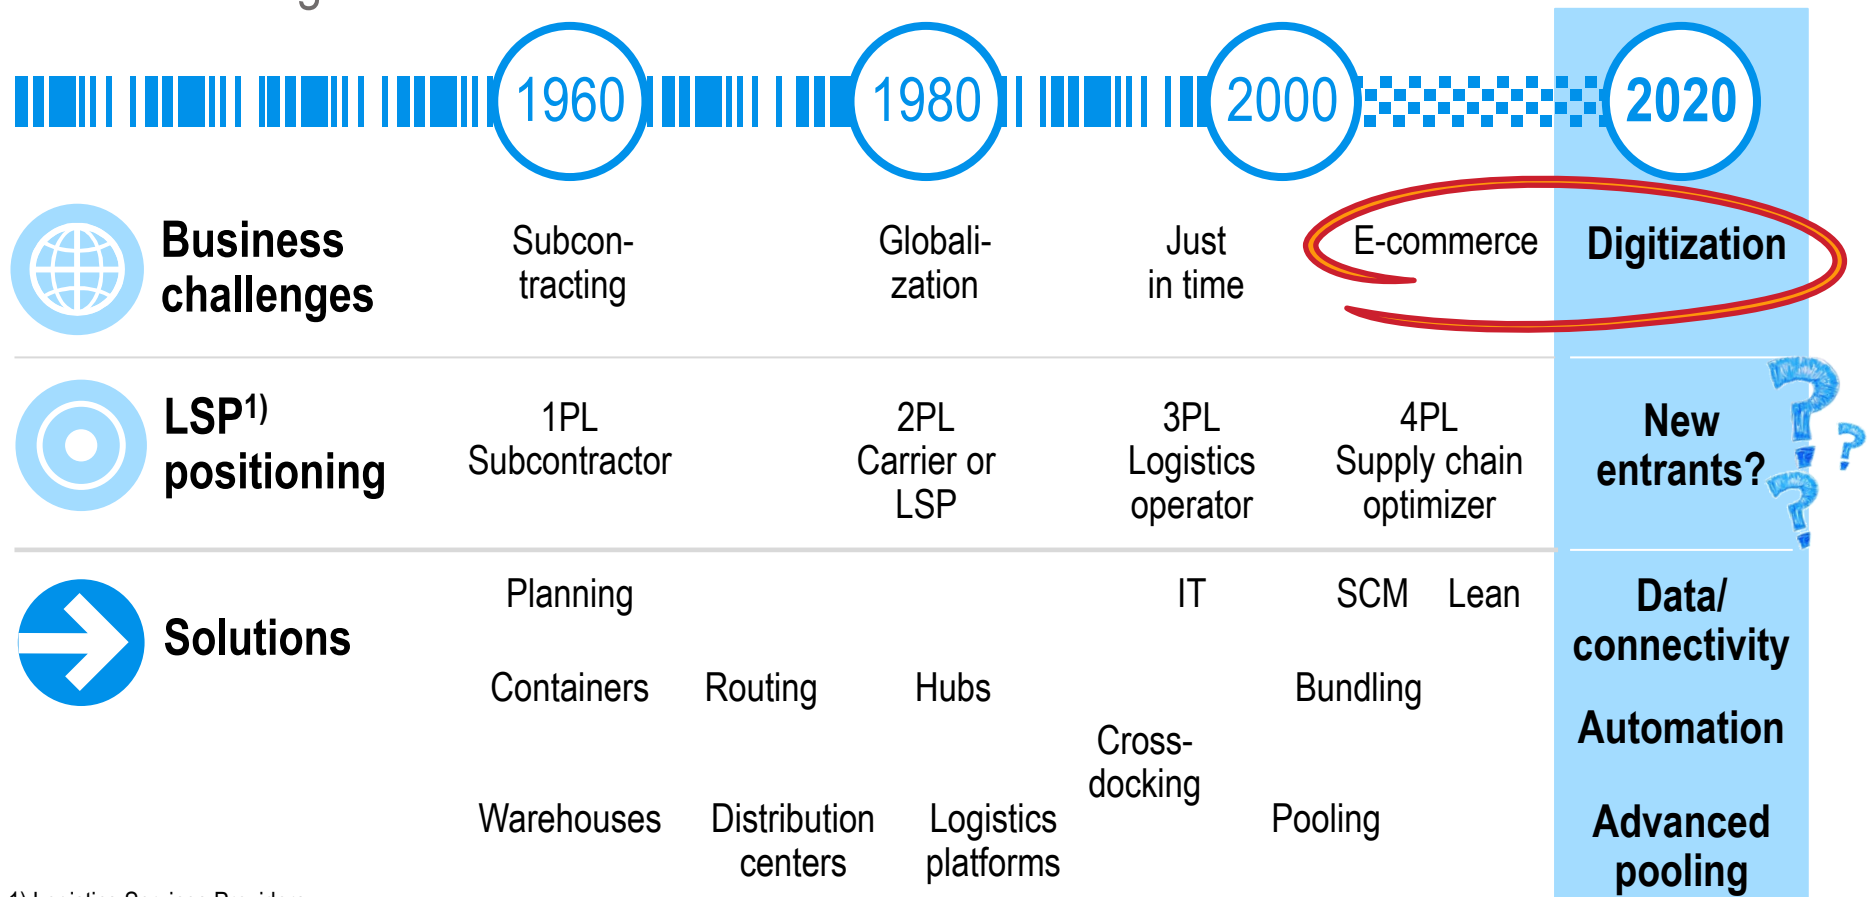 1960
1980
2000
2020
Business
challenges
Subcon-
tracting
Globali-
zation
Just
in time
E-commerce
Digitization
LSP1)
positioning
1PL
Subcontractor
2PL
Carrier or
LSP
3PL
Logistics
operator
4PL
Supply chain
optimizer
New
entrants?
? ? ?
Solutions
Planning
IT
SCM
Lean
Data/
connectivity
Containers
Routing
Hubs
Bundling
Cross-
docking
Automation
Warehouses
Distribution
centers
Logistics
platforms
Pooling
Advanced
pooling